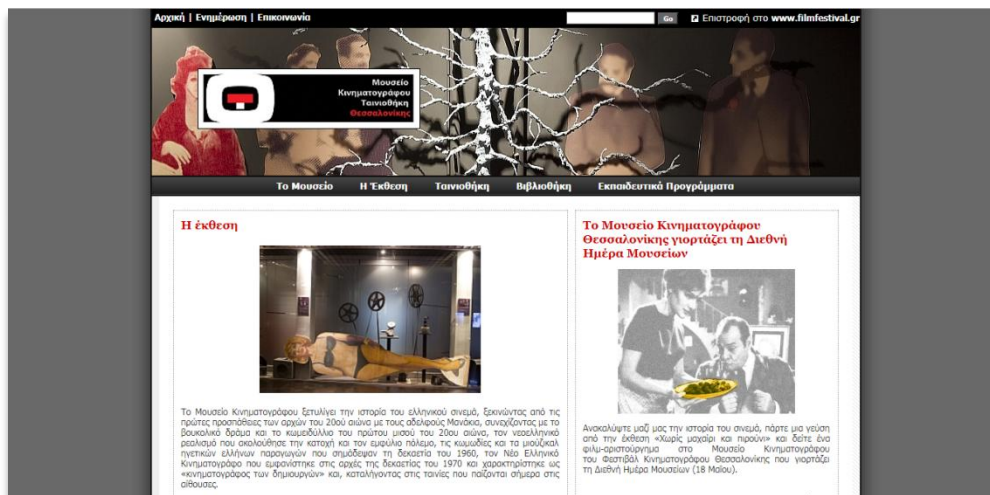 Αρχική | Ενημέρωση | Επικοινωνία
Go
Επιστροφή στο www.filmfestival.gr
Μουσείο
Κινηματογράφου
Ταινιοθήκη
Θεσσαλονίκης
Το Μουσείο Η Έκθεση Ταινιοθήκη Βιβλιοθήκη Εκπαιδευτικά Προγράμματα
Η έκθεση
Το Μουσείο Κινηματογράφου ξετυλίγει την ιστορία του ελληνικού σινεμά, ξεκινώντας από τις
πρώτες προσπάθειες των αρχών του 20ού αιώνα με τους αδελφούς Μανάκια, συνεχίζοντας με το
βουκολικό δράμα και το κωμειδύλλιο του πρώτου μισού του 20ου αιώνα, τον νεοελληνικό
ρεαλισμό που ακολούθησε την κατοχή και τον εμφύλιο πόλεμο, τις κωμωδίες και τα μιούζικαλ
ηγετικών ελλήνων παραγωγών που σημάδεψαν τη δεκαετία του 1960, τον Νέο Ελληνικό
Κινηματογράφο που εμφανίστηκε στις αρχές της δεκαετίας του 1970 και χαρακτηρίστηκε ως
«κινηματογράφος των δημιουργών» και, καταλήγοντας στις ταινίες που παίζονται σήμερα στις
αίθουσες.
Το Μουσείο Κινηματογράφου
Θεσσαλονίκης γιορτάζει τη Διεθνή
Ημέρα Μουσείων
Ανακαλύψτε μαζί μας την ιστορία του σινεμά, πάρτε μια γεύση
από την έκθεση «Χωρίς μαχαίρι και πιρούνι» και δείτε ένα
φιλμ-αριστούργημα στο Μουσείο Κινηματογράφου
του Φεστιβάλ Κινηματογράφου Θεσσαλονίκης που γιορτάζει
τη Διεθνή Ημέρα Μουσείων (18 Μαΐου).